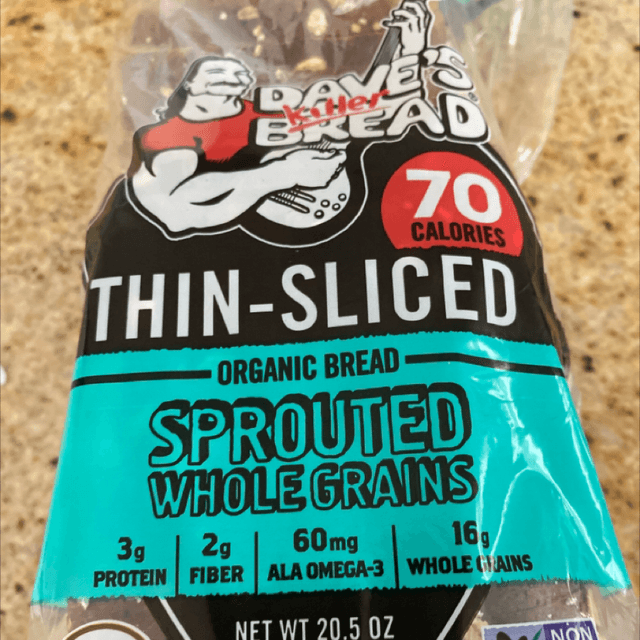 DAVE'S
Killer
BREAD
70
CALORIES
THIN-SLICED
ORGANIC BREAD
SPROUTED
WHOLE GRAINS
3g PROTEIN
2g FIBER
60mg ALA OMEGA-3
16g WHOLE GRAINS
NET WT 20.5 OZ
NON